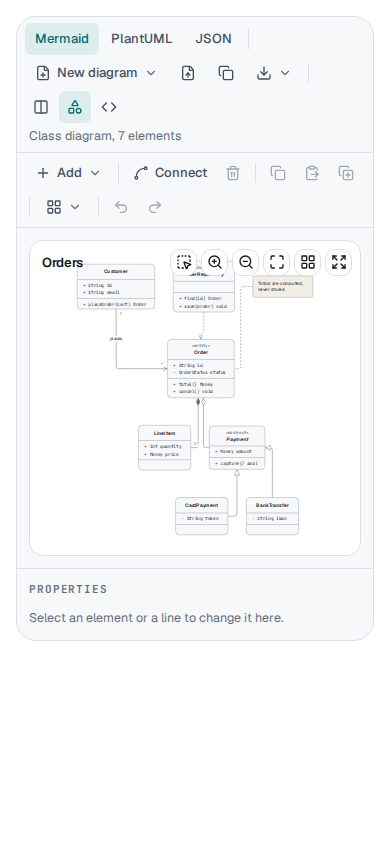 Mermaid PlantUML JSON
New diagram
Class diagram, 7 elements
Add Connect
Orders
Customer
+ String id
+ String email
+ placeOrder(cart) Order
+ find(id) Order
+ save(order) void
Totals are computed,
never stored
1
places
*
«entity»
Order
+ String id
- OrderStatus status
+ total() Money
+ cancel() void
LineItem
+ int quantity
+ Money price
Payment
+ Money amount
+ capture() bool
CardPayment
- String token
BankTransfer
- String iban
PROPERTIES
Select an element or a line to change it here.